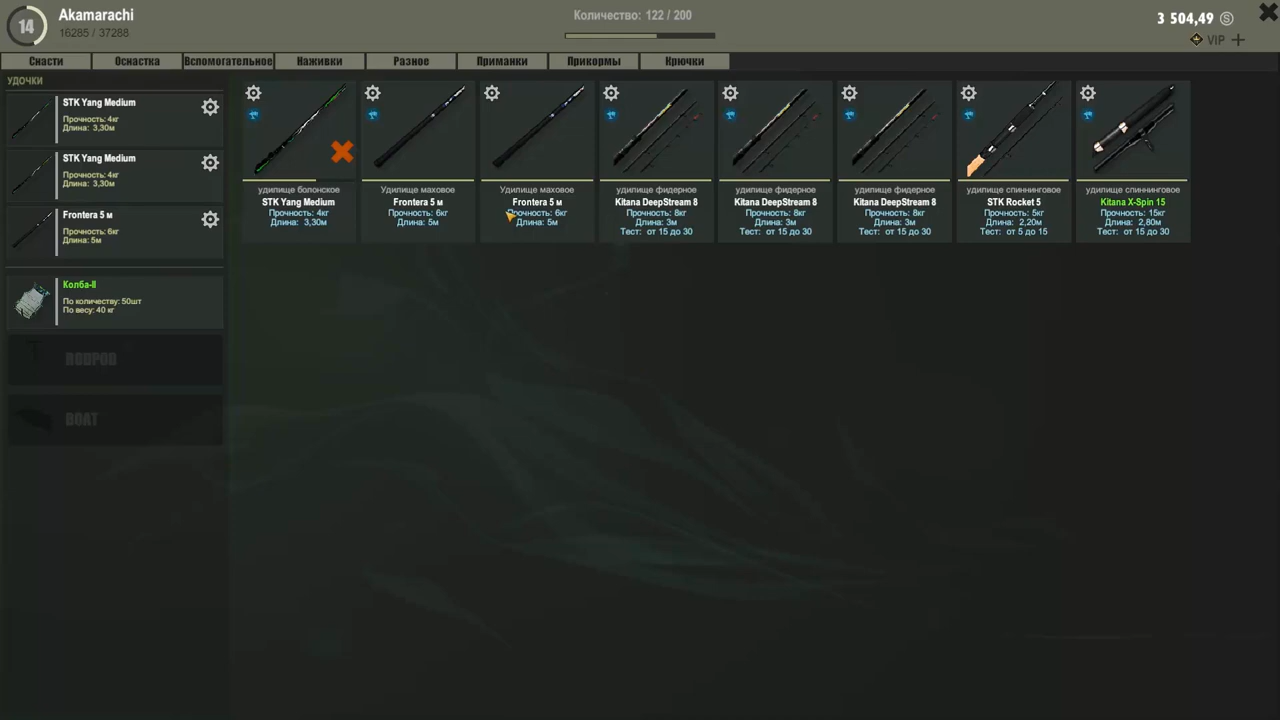 14
Akamarachi
16285 / 37288
Количество: 122 / 200
3 504,49 S
VIP
Снасти
Оснастка
Вспомогательное
Наживки
Разное
Приманки
Прикормы
Крючки
УДОЧКИ
STK Yang Medium
Прочность: 4кг
Длина: 3,30м
STK Yang Medium
Прочность: 4кг
Длина: 3,30м
Frontera 5 м
Прочность: 6кг
Длина: 5м
Колба-II
По количеству: 50шт
По весу: 40 кг
RODPOD
BOAT
удилище болонское
STK Yang Medium
Прочность: 4кг
Длина: 3,30м
Удилище маховое
Frontera 5 м
Прочность: 6кг
Длина: 5м
Удилище маховое
Frontera 5 м
Прочность: 6кг
Длина: 5м
удилище фидерное
Kitana DeepStream 8
Прочность: 8кг
Длина: 3м
Тест: от 15 до 30
удилище фидерное
Kitana DeepStream 8
Прочность: 8кг
Длина: 3м
Тест: от 15 до 30
удилище фидерное
Kitana DeepStream 8
Прочность: 8кг
Длина: 3м
Тест: от 15 до 30
удилище спиннинговое
STK Rocket 5
Прочность: 5кг
Длина: 2,20м
Тест: от 5 до 15
удилище спиннинговое
Kitana X-Spin 15
Прочность: 15кг
Длина: 2,80м
Тест: от 15 до 30